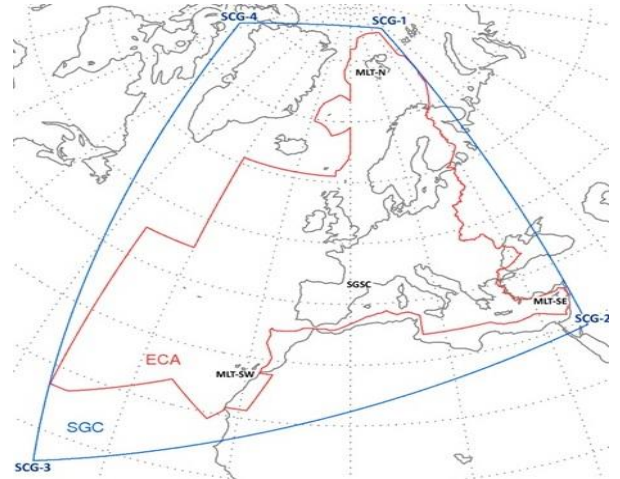 SCG-4
SCG-1
MLT-N
SGSC
MLT-SE
SCG-2
ECA
MLT-SW
SGC
SCG-3